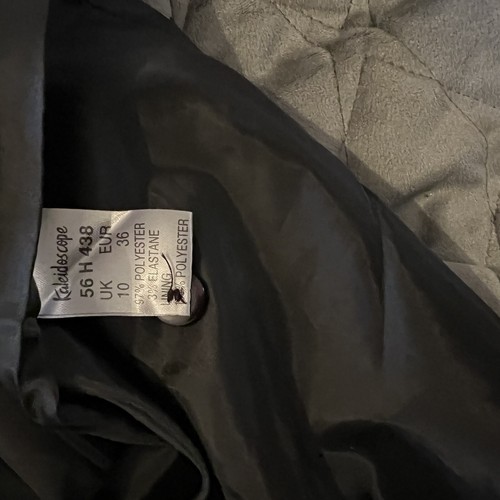 Kaleidoscope
56 H 438
UK EUR
10 36
97% POLYESTER
3% ELASTANE
LINING
POLYESTER